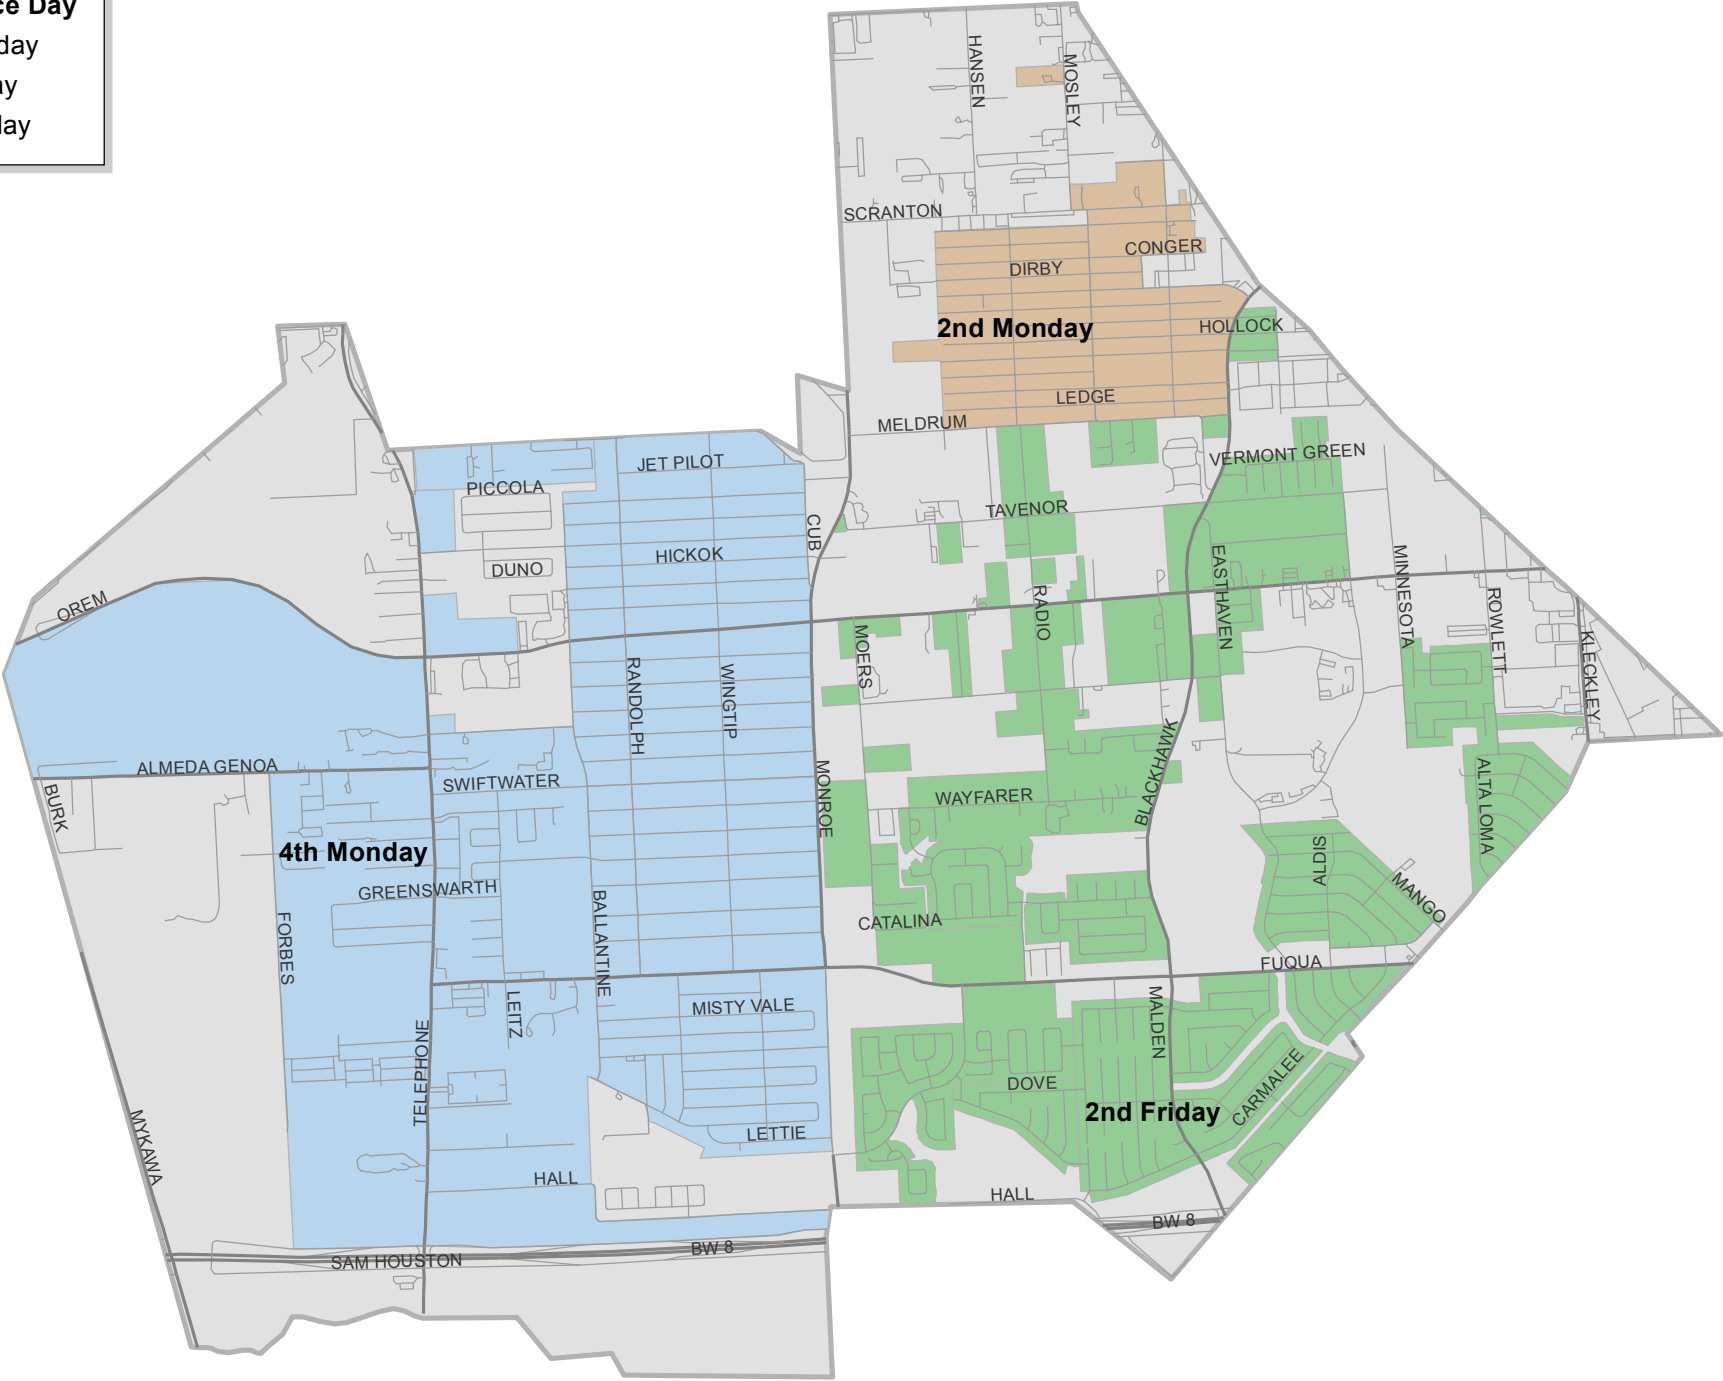 ce Day
day
ay
day
HANSEN
MOSLEY
SCRANTON
CONGER
DIRBY
2nd Monday
HOLLOCK
LEDGE
MELDRUM
VERMONT GREEN
JET PILOT
PICCOLA
TAVENOR
CUB
HICKOK
DUNO
EASTHAVEN
MINNESOTA
OREM
RADIO
ROWLETT
MOERS
KLECKLEY
RANDOLPH
WINGTIP
BLACKHAWK
ALMEDA GENOA
SWIFTWATER
BURK
MONROE
WAYFARER
ALTA LOMA
4th Monday
ALDIS
GREENSWARTH
MANGO
FORBES
BALLANTINE
CATALINA
FUQUA
LEITZ
MISTY VALE
MALDEN
TELEPHONE
DOVE
CARMALEE
2nd Friday
MYKAWA
LETTIE
HALL
HALL
BW 8
BW 8
SAM HOUSTON